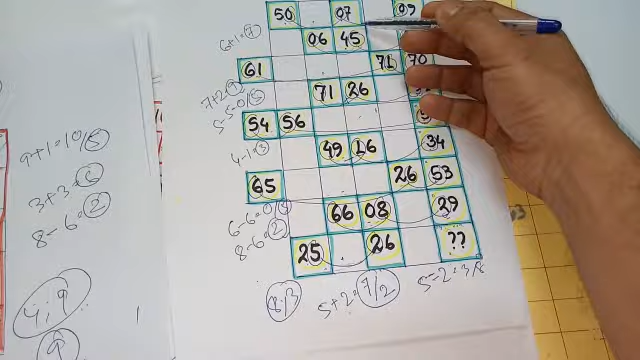 50 07 09
6+1=7 06 45
61 71 70
7+2=9 71 26
5-5=0/5
54 56
4-1=3 49 16 34
65 26 53
6-6=0
8-6=2 66 08 29
25 26 ??
8/3 5+2=7/2 5-2=3/8
9+1=10/5
3+3=6
8-6=2
4,9
9